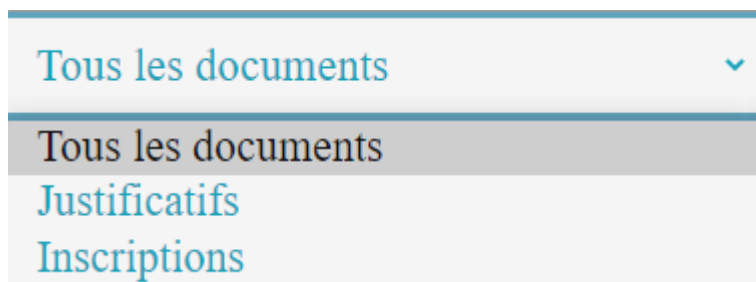 Tous les documents
Tous les documents
Justificatifs
Inscriptions